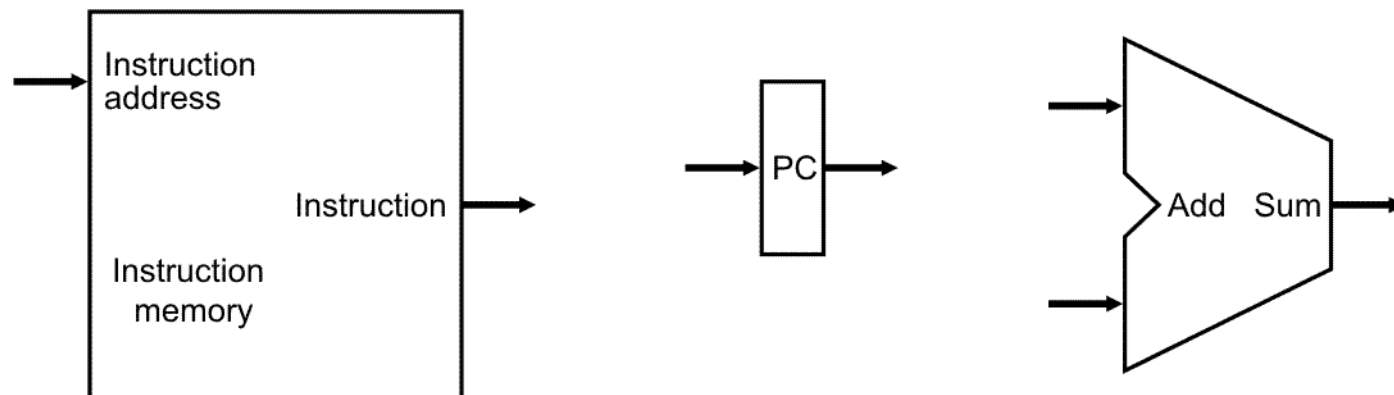 Instruction
address
Instruction
Instruction
memory
PC
Add Sum